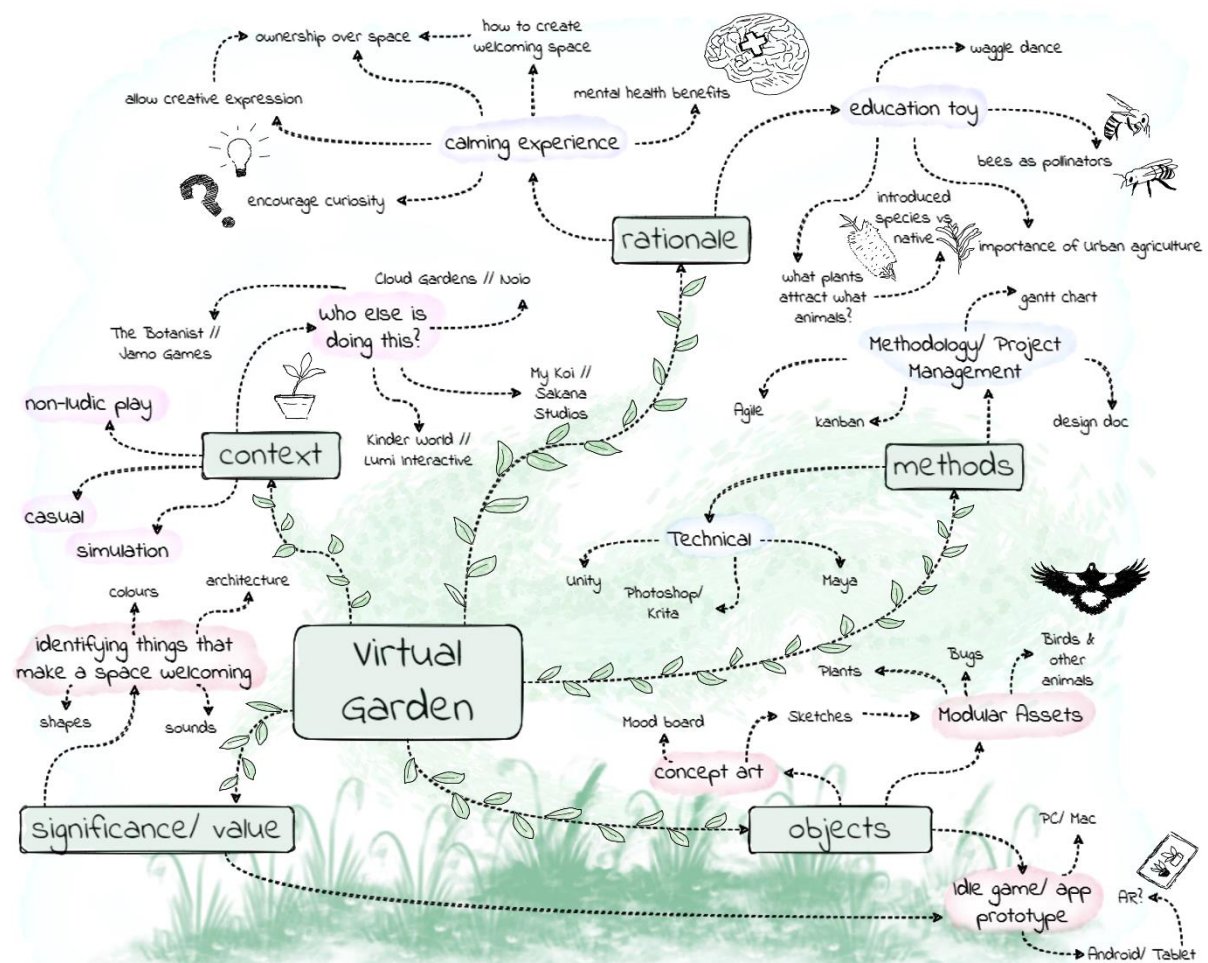 ownership over space
how to create
welcoming space
allow creative expression
mental health benefits
calming experience
encourage curiosity
waggle dance
education toy
bees as pollinators
introduced
species vs
native
importance of Urban agriculture
what plants
attract what
animals?
rationale
Cloud Gardens // Noio
who else is
doing this?
The Botanist //
Jamo Games
My Koi //
Sakana
Studios
Kinder World //
Lumi Interactive
non-ludic play
context
casual
simulation
gantt chart
Methodology/ Project
Management
Agile
kanban
design doc
methods
Technical
Unity
Photoshop/
Krita
Maya
colours
architecture
identifying things that
make a space welcoming
shapes
sounds
Virtual
Garden
Plants
Bugs
Birds &
other
animals
Mood board
Sketches
Modular Assets
concept art
significance/ value
objects
PC/ Mac
Idle game/ app
prototype
AR?
Android/ Tablet